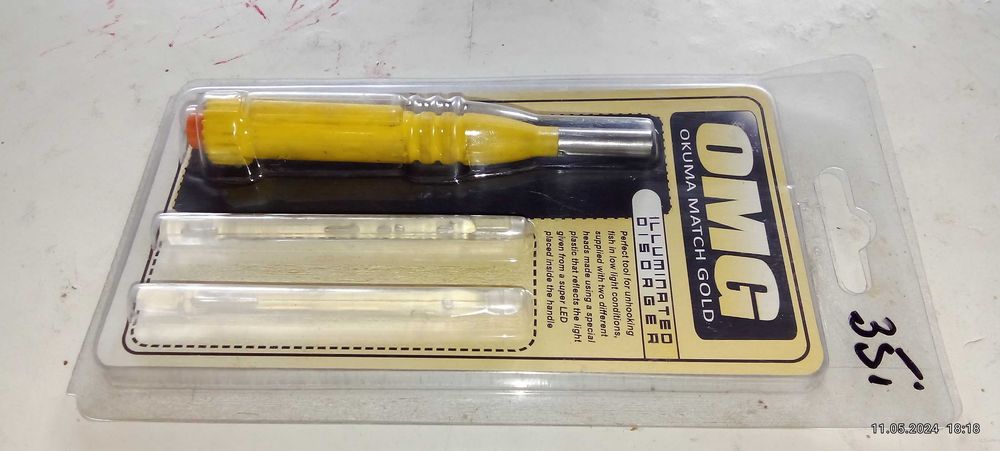 OMG
OKUMA MATCH GOLD
ILLUMINATED
DISORGER
Perfect tool for unhooking
fish in low light conditions,
supplied with two different
heads made using a special
plastin that reflects the light
given from a super LED
placed inside the handle
35,-
11.05.2024 18:18